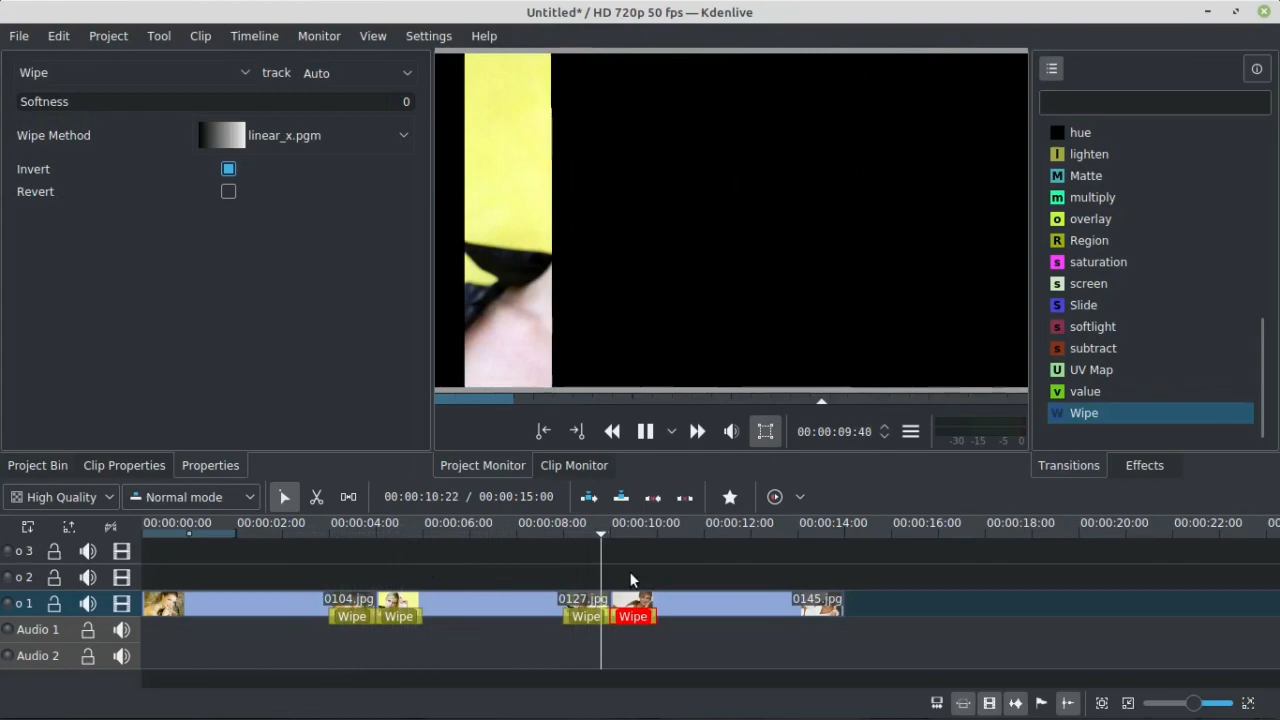 Untitled* / HD 720p 50 fps — Kdenlive
File Edit Project Tool Clip Timeline Monitor View Settings Help
Wipe track Auto
Softness 0
Wipe Method linear_x.pgm
Invert
Revert
hue
l lighten
M Matte
m multiply
o overlay
R Region
s saturation
s screen
S Slide
s softlight
s subtract
U UV Map
v value
W Wipe
00:00:09:40
-30 -15 -5 0
Project Bin Clip Properties Properties
Project Monitor Clip Monitor
Transitions Effects
High Quality Normal mode 00:00:10:22 / 00:00:15:00
00:00:00:00 00:00:02:00 00:00:04:00 00:00:06:00 00:00:08:00 00:00:10:00 00:00:12:00 00:00:14:00 00:00:16:00 00:00:18:00 00:00:20:00 00:00:22:00
o 3
o 2
o 1 0104.jpg 0127.jpg 0145.jpg
Wipe Wipe Wipe Wipe
Audio 1
Audio 2